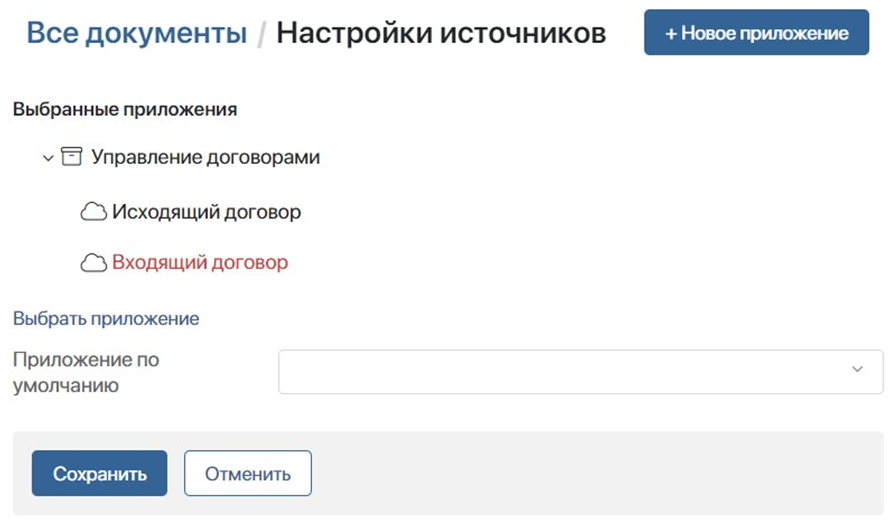 Все документы / Настройки источников + Новое приложение
Выбранные приложения
Управление договорами
Исходящий договор
Входящий договор
Выбрать приложение
Приложение по
умолчанию
Сохранить Отменить